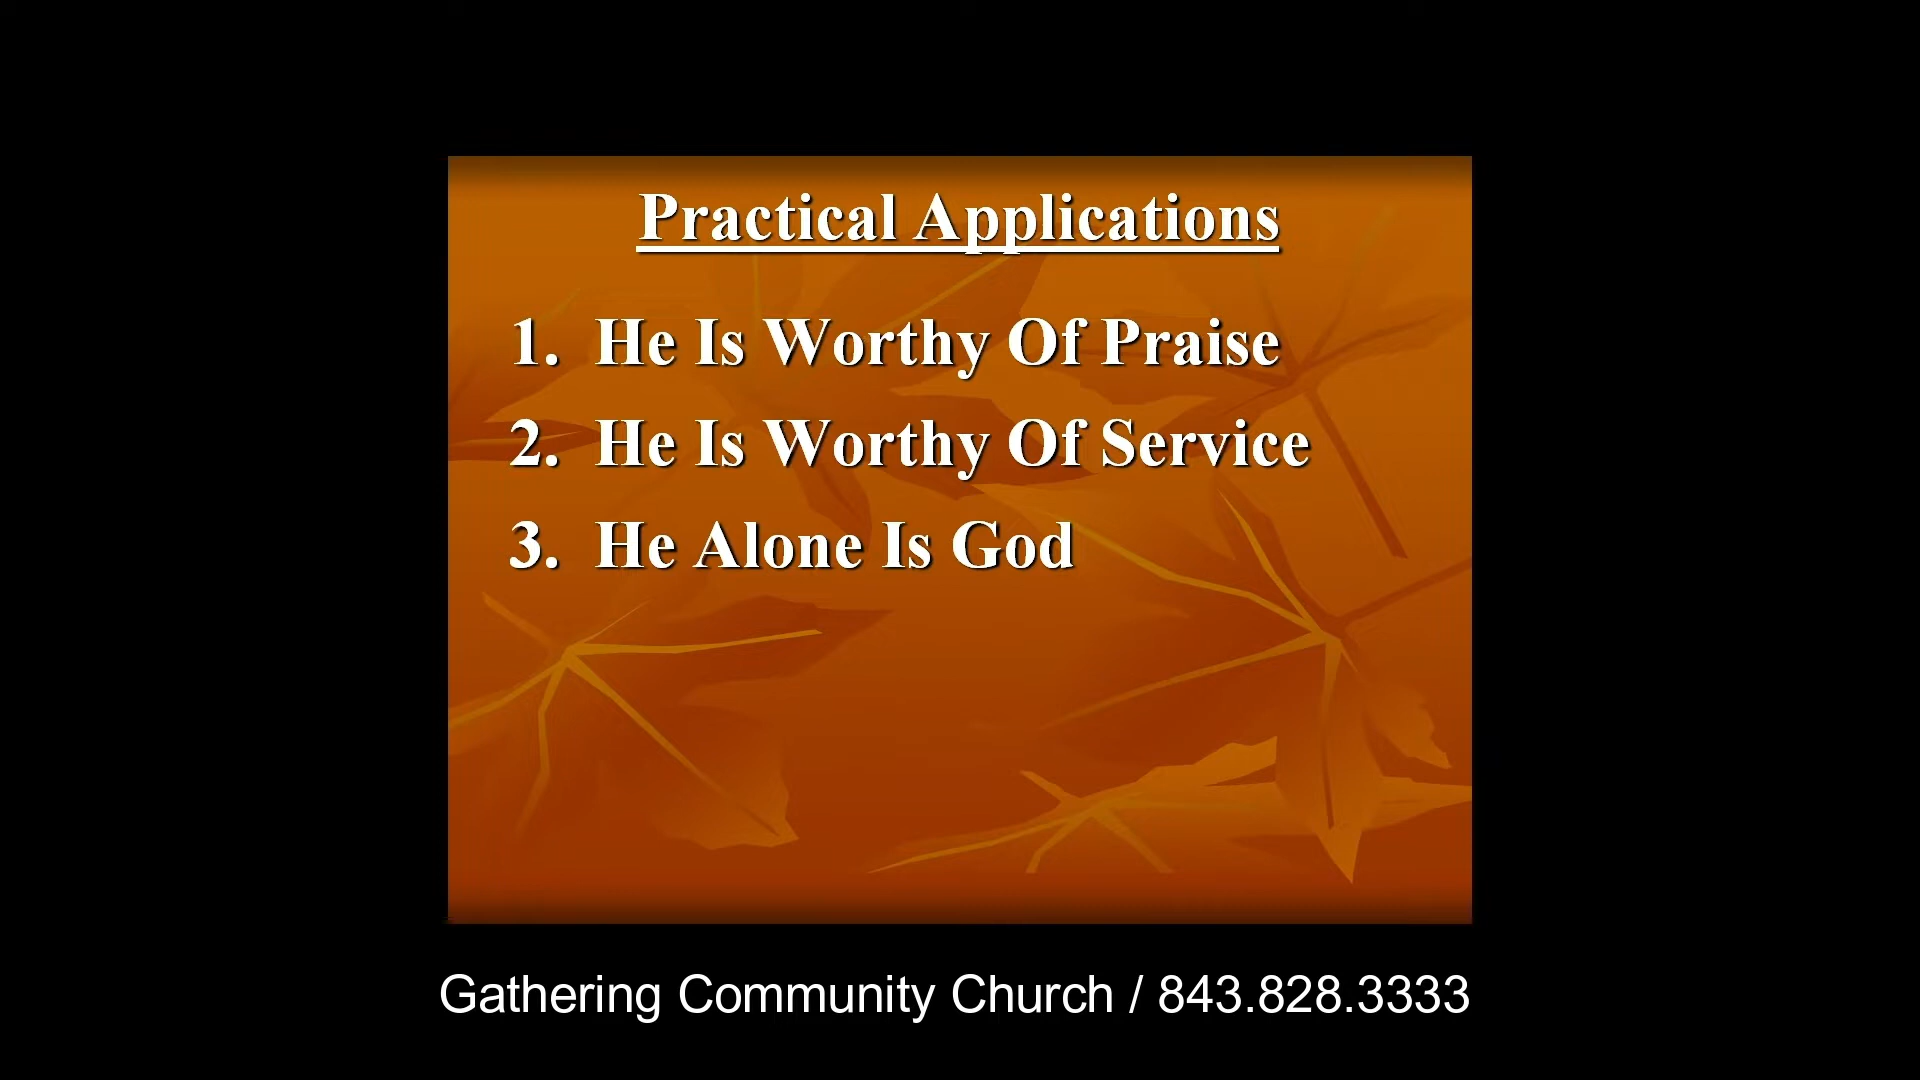 Practical Applications
1. He Is Worthy Of Praise
2. He Is Worthy Of Service
3. He Alone Is God
Gathering Community Church / 843.828.3333